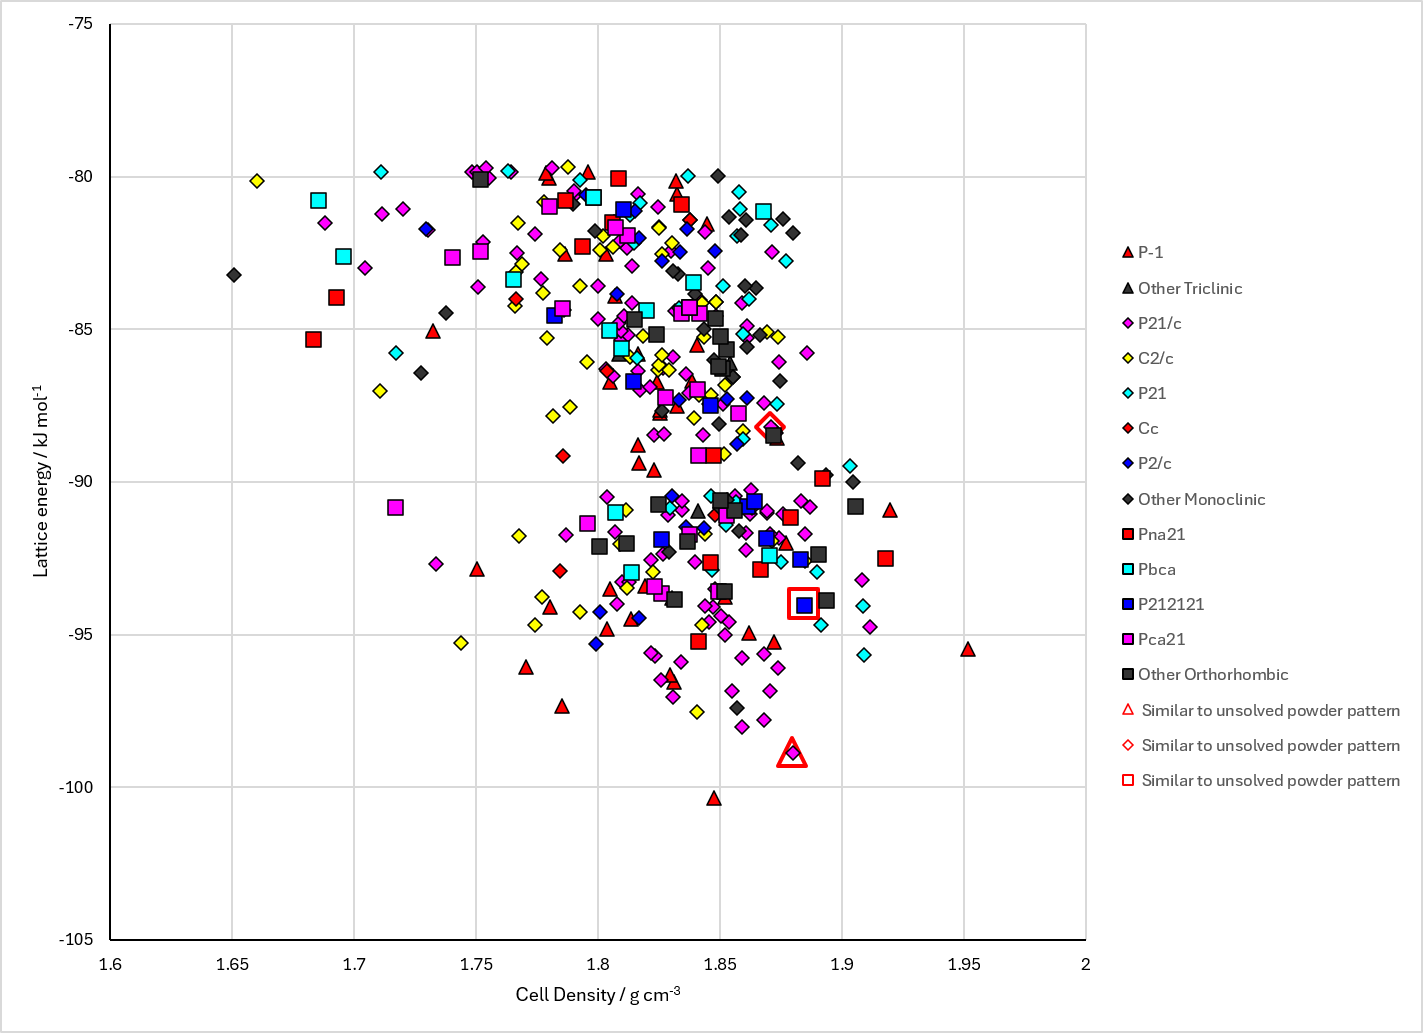 -75
-80
-85
-90
-95
-100
-105
Lattice energy / kJ mol⁻¹
1.6 1.65 1.7 1.75 1.8 1.85 1.9 1.95 2
Cell Density / g cm⁻³
P-1
Other Triclinic
P21/c
C2/c
P21
Cc
P2/c
Other Monoclinic
Pna21
Pbca
P212121
Pca21
Other Orthorhombic
Similar to unsolved powder pattern
Similar to unsolved powder pattern
Similar to unsolved powder pattern